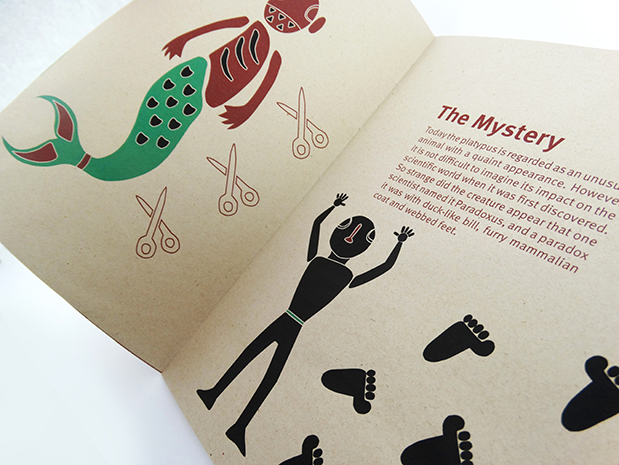 The Mystery
Today the platypus is regarded as an unusu
animal with a quaint appearance. Howeve
it is not difficult to imagine its impact on the
scientific world when it was first discovered.
So strange did the creature appear that one
scientist named it Paradoxus, and a paradox
it was with duck-like bill, furry mammalian
coat and webbed feet.